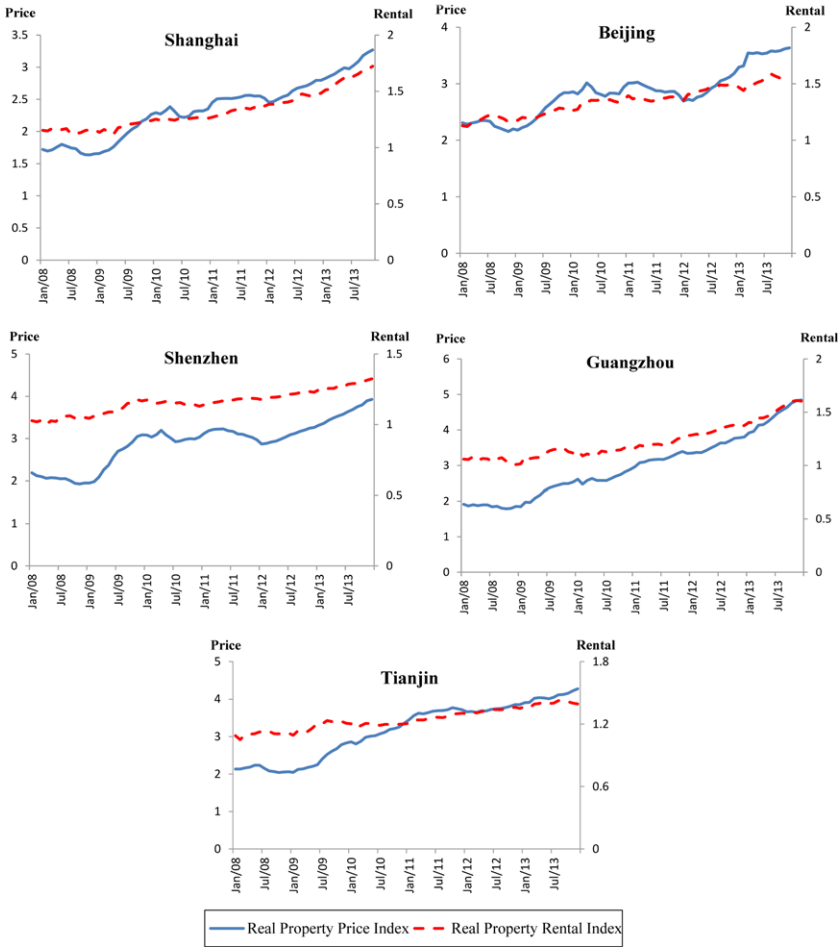 Price Rental
Shanghai
3.5 2
3
2.5 1.5
2
1
1.5
1 0.5
0.5
0 0
Jan/08 Jul/08 Jan/09 Jul/09 Jan/10 Jul/10 Jan/11 Jul/11 Jan/12 Jul/12 Jan/13 Jul/13
Price Rental
Beijing
4 2
3 1.5
2 1
1 0.5
0 0
Jan/08 Jul/08 Jan/09 Jul/09 Jan/10 Jul/10 Jan/11 Jul/11 Jan/12 Jul/12 Jan/13 Jul/13
Price Rental
Shenzhen
5 1.5
4
3 1
2
0.5
1
0 0
Jan/08 Jul/08 Jan/09 Jul/09 Jan/10 Jul/10 Jan/11 Jul/11 Jan/12 Jul/12 Jan/13 Jul/13
Price Rental
Guangzhou
6 2
5
4 1.5
3 1
2
0.5
1
0 0
Jan/08 Jul/08 Jan/09 Jul/09 Jan/10 Jul/10 Jan/11 Jul/11 Jan/12 Jul/12 Jan/13 Jul/13
Price Rental
Tianjin
5 1.8
4
3 1.2
2
0.6
1
0 0
Jan/08 Jul/08 Jan/09 Jul/09 Jan/10 Jul/10 Jan/11 Jul/11 Jan/12 Jul/12 Jan/13 Jul/13
Real Property Price Index Real Property Rental Index